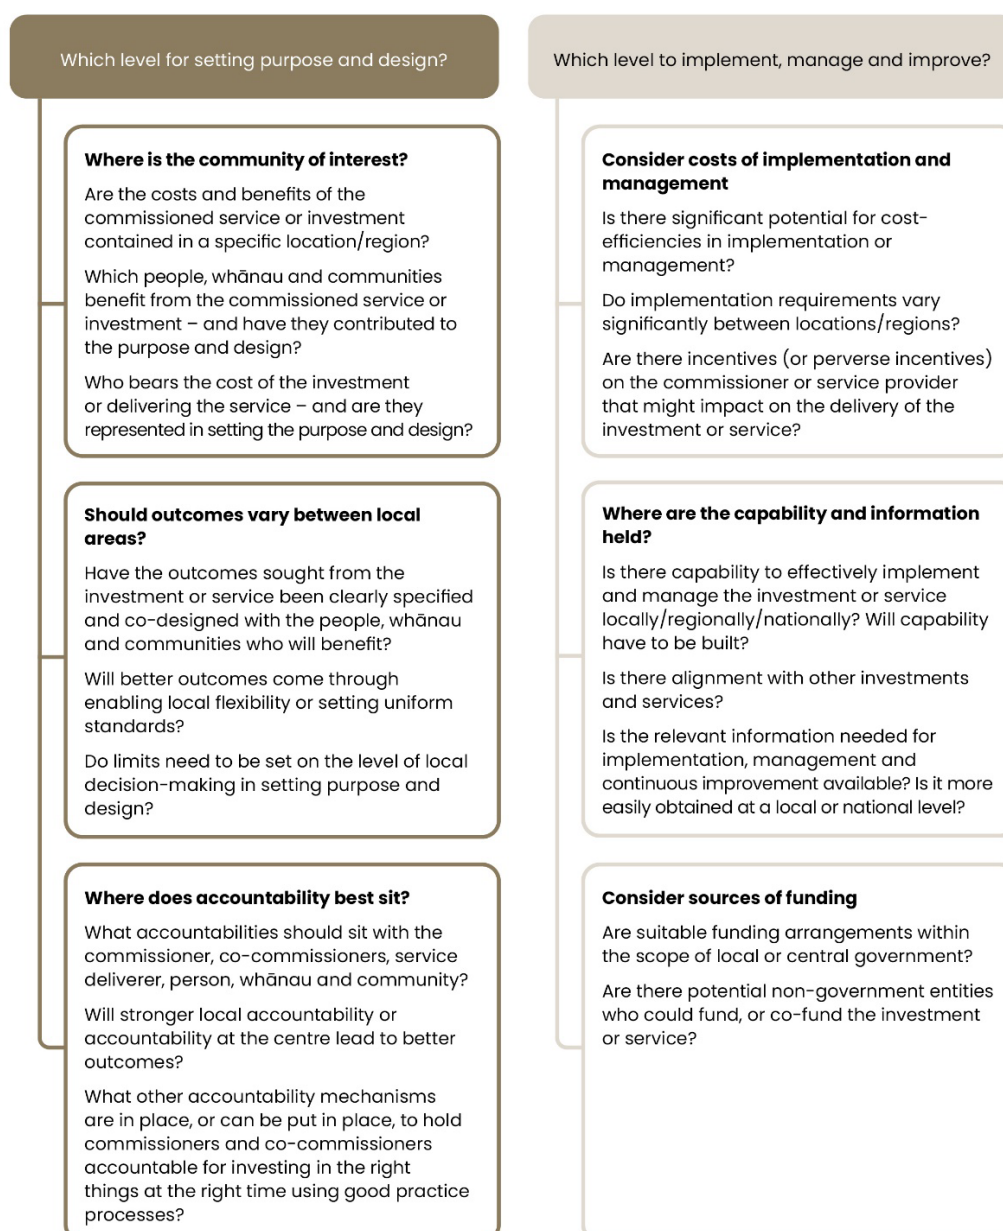 Which level for setting purpose and design?
Where is the community of interest?
Are the costs and benefits of the
commissioned service or investment
contained in a specific location/region?
Which people, whānau and communities
benefit from the commissioned service or
investment – and have they contributed to
the purpose and design?
Who bears the cost of the investment
or delivering the service – and are they
represented in setting the purpose and design?
Should outcomes vary between local
areas?
Have the outcomes sought from the
investment or service been clearly specified
and co-designed with the people, whānau
and communities who will benefit?
Will better outcomes come through
enabling local flexibility or setting uniform
standards?
Do limits need to be set on the level of local
decision-making in setting purpose and
design?
Where does accountability best sit?
What accountabilities should sit with the
commissioner, co-commissioners, service
deliverer, person, whānau and community?
Will stronger local accountability or
accountability at the centre lead to better
outcomes?
What other accountability mechanisms
are in place, or can be put in place, to hold
commissioners and co-commissioners
accountable for investing in the right
things at the right time using good practice
processes?
Which level to implement, manage and improve?
Consider costs of implementation and
management
Is there significant potential for cost-
efficiencies in implementation or
management?
Do implementation requirements vary
significantly between locations/regions?
Are there incentives (or perverse incentives)
on the commissioner or service provider
that might impact on the delivery of the
investment or service?
Where are the capability and information
held?
Is there capability to effectively implement
and manage the investment or service
locally/regionally/nationally? Will capability
have to be built?
Is there alignment with other investments
and services?
Is the relevant information needed for
implementation, management and
continuous improvement available? Is it more
easily obtained at a local or national level?
Consider sources of funding
Are suitable funding arrangements within
the scope of local or central government?
Are there potential non-government entities
who could fund, or co-fund the investment
or service?